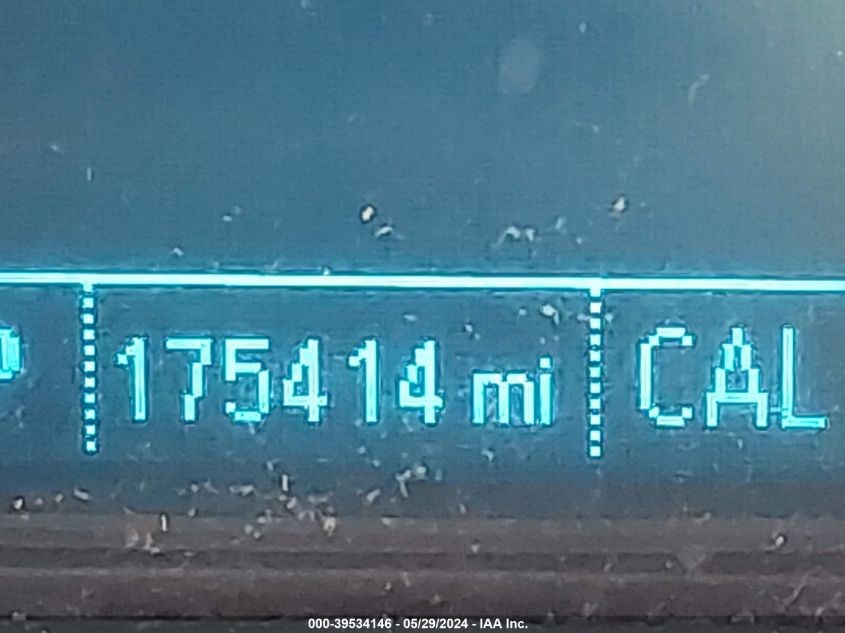 175414 mi CAL
000-39534146 - 05/29/2024 - IAA Inc.